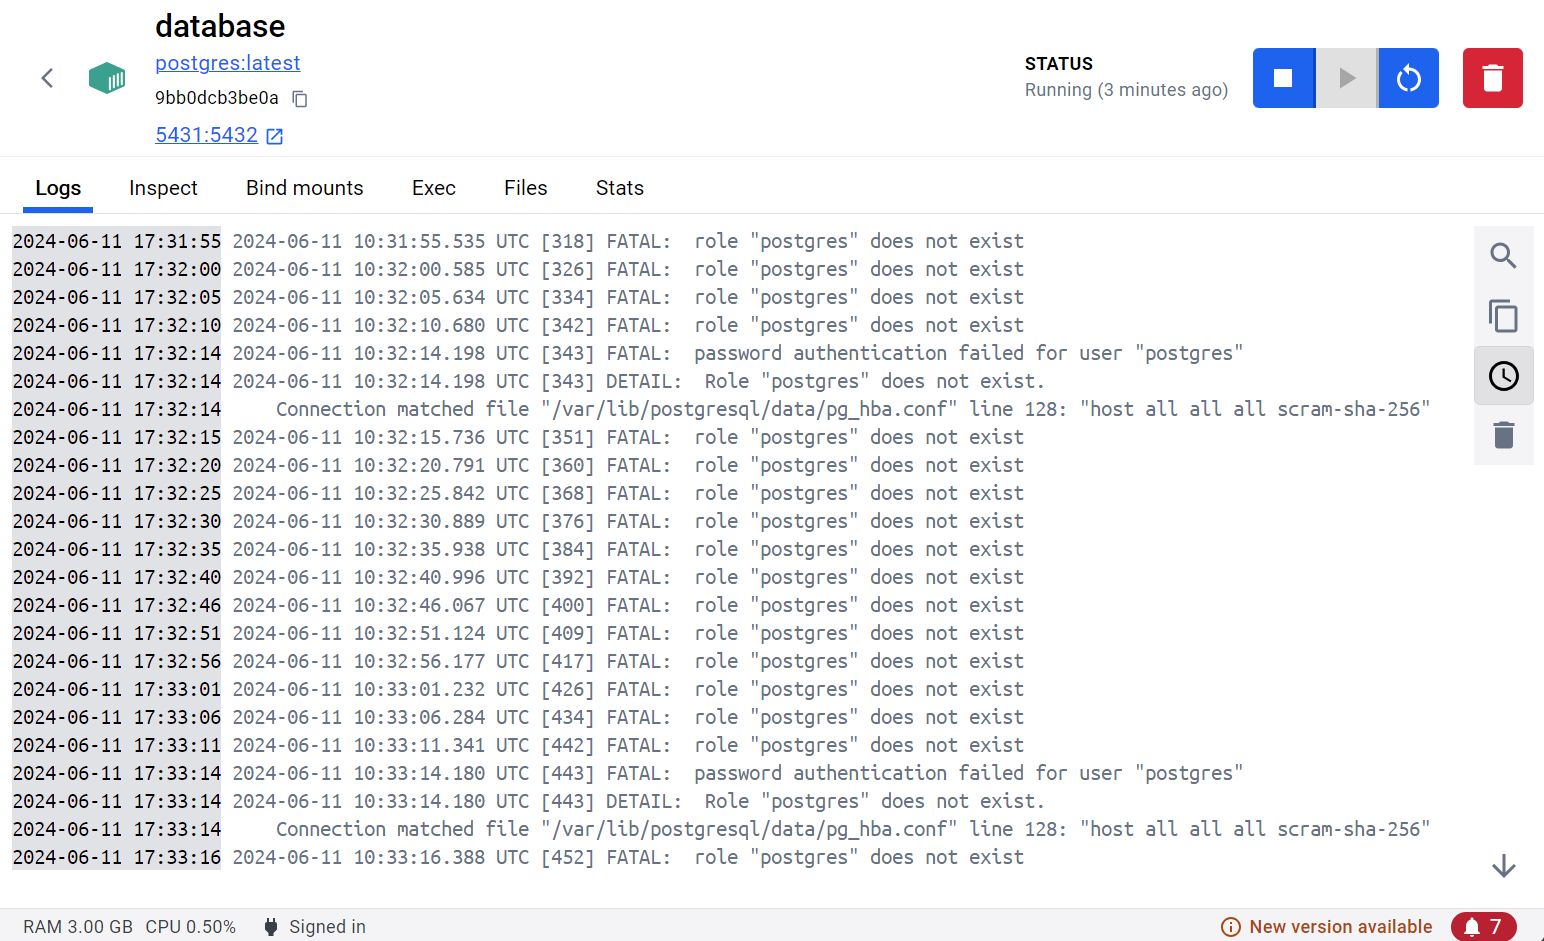 database
postgres:latest
9bb0dcb3be0a
5431:5432
STATUS
Running (3 minutes ago)
Logs Inspect Bind mounts Exec Files Stats
2024-06-11 17:31:55 2024-06-11 10:31:55.535 UTC [318] FATAL:  role "postgres" does not exist
2024-06-11 17:32:00 2024-06-11 10:32:00.585 UTC [326] FATAL:  role "postgres" does not exist
2024-06-11 17:32:05 2024-06-11 10:32:05.634 UTC [334] FATAL:  role "postgres" does not exist
2024-06-11 17:32:10 2024-06-11 10:32:10.680 UTC [342] FATAL:  role "postgres" does not exist
2024-06-11 17:32:14 2024-06-11 10:32:14.198 UTC [343] FATAL:  password authentication failed for user "postgres"
2024-06-11 17:32:14 2024-06-11 10:32:14.198 UTC [343] DETAIL:  Role "postgres" does not exist.
2024-06-11 17:32:14     Connection matched file "/var/lib/postgresql/data/pg_hba.conf" line 128: "host all all all scram-sha-256"
2024-06-11 17:32:15 2024-06-11 10:32:15.736 UTC [351] FATAL:  role "postgres" does not exist
2024-06-11 17:32:20 2024-06-11 10:32:20.791 UTC [360] FATAL:  role "postgres" does not exist
2024-06-11 17:32:25 2024-06-11 10:32:25.842 UTC [368] FATAL:  role "postgres" does not exist
2024-06-11 17:32:30 2024-06-11 10:32:30.889 UTC [376] FATAL:  role "postgres" does not exist
2024-06-11 17:32:35 2024-06-11 10:32:35.938 UTC [384] FATAL:  role "postgres" does not exist
2024-06-11 17:32:40 2024-06-11 10:32:40.996 UTC [392] FATAL:  role "postgres" does not exist
2024-06-11 17:32:46 2024-06-11 10:32:46.067 UTC [400] FATAL:  role "postgres" does not exist
2024-06-11 17:32:51 2024-06-11 10:32:51.124 UTC [409] FATAL:  role "postgres" does not exist
2024-06-11 17:32:56 2024-06-11 10:32:56.177 UTC [417] FATAL:  role "postgres" does not exist
2024-06-11 17:33:01 2024-06-11 10:33:01.232 UTC [426] FATAL:  role "postgres" does not exist
2024-06-11 17:33:06 2024-06-11 10:33:06.284 UTC [434] FATAL:  role "postgres" does not exist
2024-06-11 17:33:11 2024-06-11 10:33:11.341 UTC [442] FATAL:  role "postgres" does not exist
2024-06-11 17:33:14 2024-06-11 10:33:14.180 UTC [443] FATAL:  password authentication failed for user "postgres"
2024-06-11 17:33:14 2024-06-11 10:33:14.180 UTC [443] DETAIL:  Role "postgres" does not exist.
2024-06-11 17:33:14     Connection matched file "/var/lib/postgresql/data/pg_hba.conf" line 128: "host all all all scram-sha-256"
2024-06-11 17:33:16 2024-06-11 10:33:16.388 UTC [452] FATAL:  role "postgres" does not exist
RAM 3.00 GB CPU 0.50% Signed in New version available 7